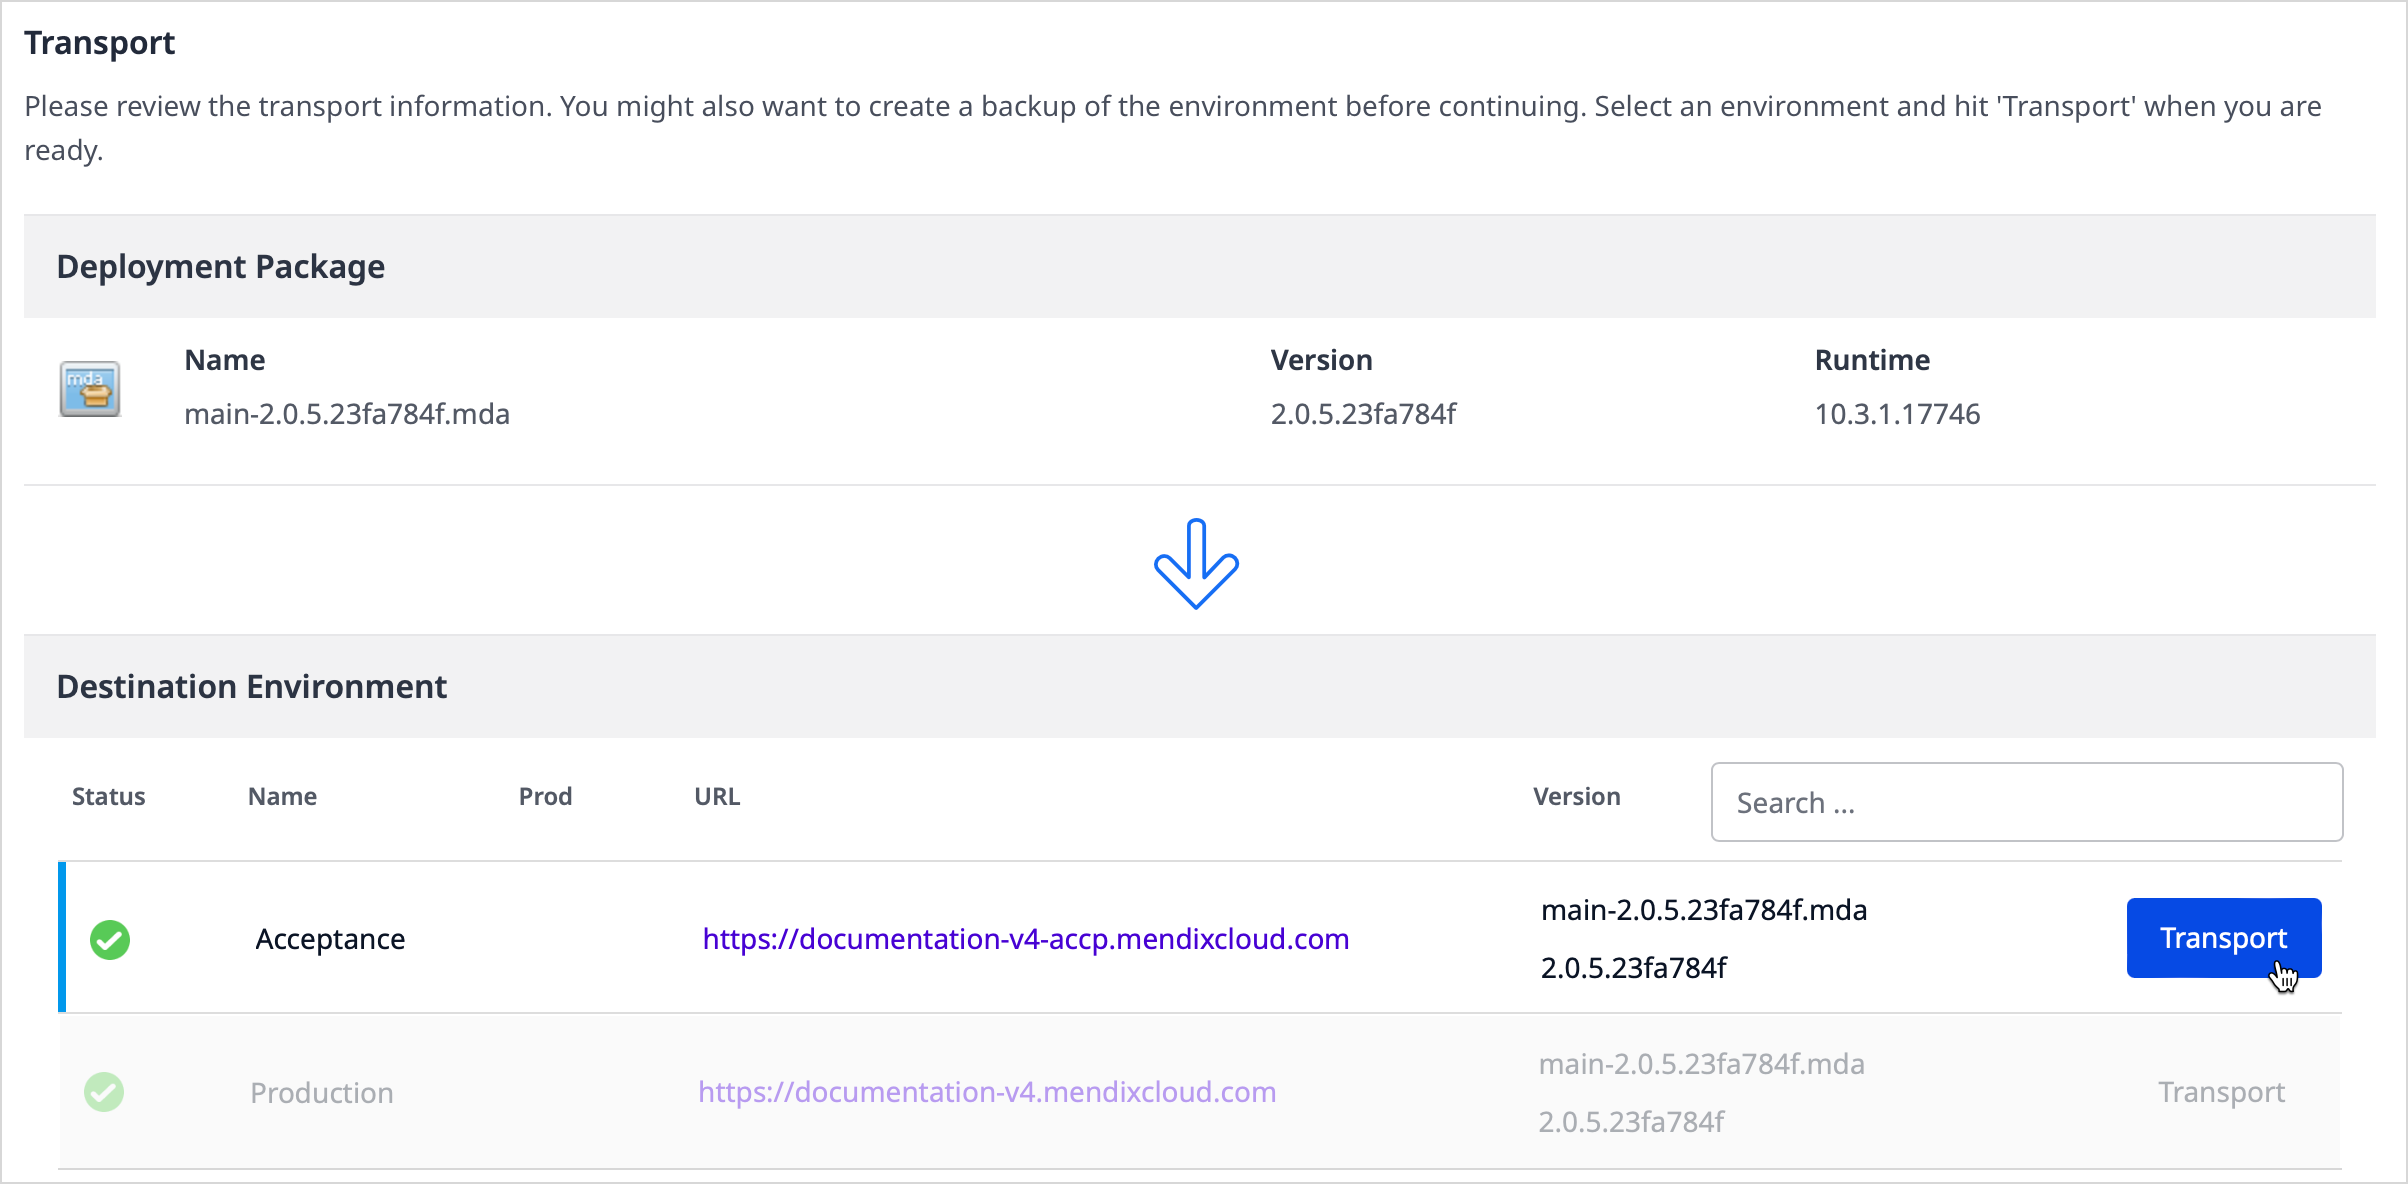 Transport
Please review the transport information. You might also want to create a backup of the environment before continuing. Select an environment and hit 'Transport' when you are
ready.
Deployment Package
mda
Name
Version
Runtime
main-2.0.5.23fa784f.mda
2.0.5.23fa784f
10.3.1.17746
Destination Environment
Status
Name
Prod
URL
Version
Search ...
Acceptance
https://documentation-v4-accp.mendixcloud.com
main-2.0.5.23fa784f.mda
2.0.5.23fa784f
Transport
Production
https://documentation-v4.mendixcloud.com
main-2.0.5.23fa784f.mda
2.0.5.23fa784f
Transport